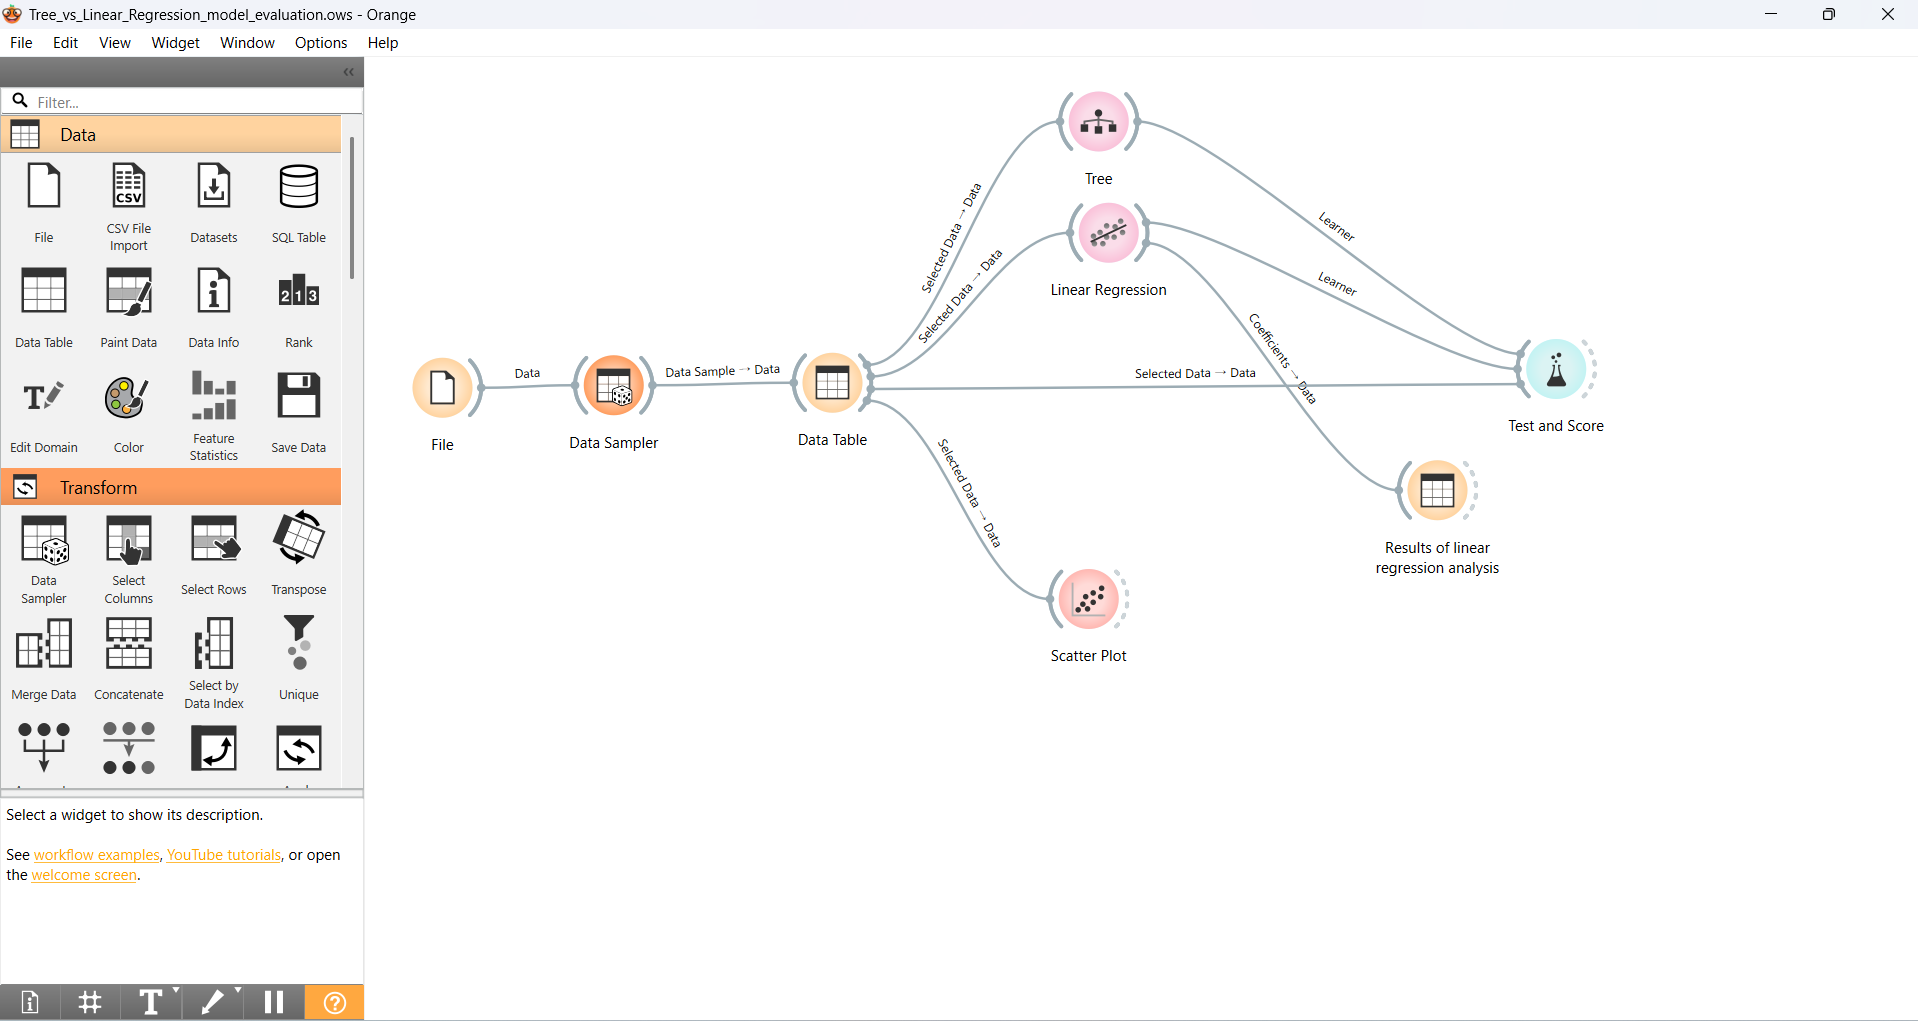 Tree_vs_Linear_Regression_model_evaluation.ows - Orange
File Edit View Widget Window Options Help
Filter...
Data
File
CSV File
Import
Datasets
SQL Table
Data Table
Paint Data
Data Info
Rank
Edit Domain
Color
Feature
Statistics
Save Data
Transform
Data
Sampler
Select
Columns
Select Rows
Transpose
Merge Data
Concatenate
Select by
Data Index
Unique
Select a widget to show its description.
See workflow examples, YouTube tutorials, or open
the welcome screen.
File
Data
Data Sampler
Data Sample → Data
Data Table
Selected Data → Data
Tree
Selected Data → Data
Linear Regression
Learner
Learner
Selected Data → Data
Coefficients → Data
Test and Score
Results of linear
regression analysis
Selected Data → Data
Scatter Plot
CSV
213